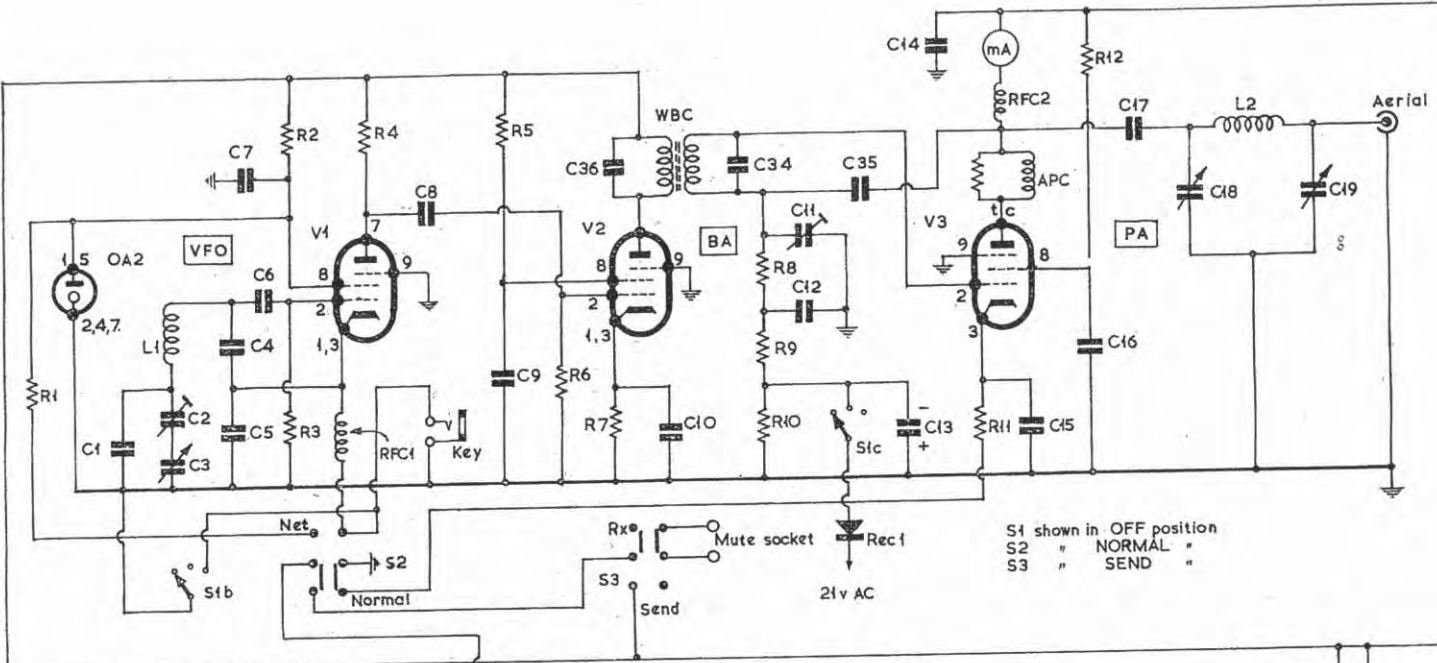 C14
mA
R12
RFC2
C17
L2
Aerial
R2
R4
R5
WBC
C36
C34
C35
APC
C18
C19
C7
C8
tc
V1
7
V2
BA
C11
V3
PA
1 5
OA2
VFO
C6
8
9
8
9
R8
9
8
2
2
C12
2
2,4,7.
L1
C4
1,3
1,3
R9
3
C16
R1
C9
R6
C2
C5
R3
RFC1
Key
R7
C10
R10
S1c
−
C13
+
R11
C15
C1
C3
Net
Rx
Mute socket
Rec1
S1 shown in OFF position
S2 " NORMAL "
S3 " SEND "
S1b
S2
Normal
S3
Send
21v AC